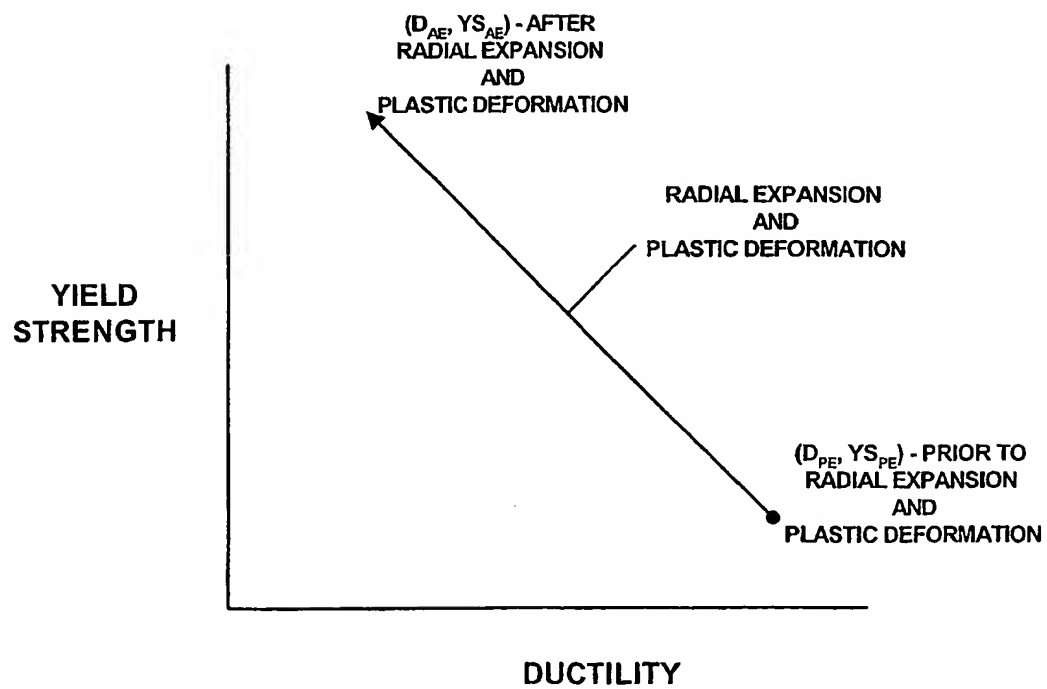 (D_AE, YS_AE) - AFTER
RADIAL EXPANSION
AND
PLASTIC DEFORMATION
RADIAL EXPANSION
AND
PLASTIC DEFORMATION
YIELD
STRENGTH
(D_PE, YS_PE) - PRIOR TO
RADIAL EXPANSION
AND
PLASTIC DEFORMATION
DUCTILITY